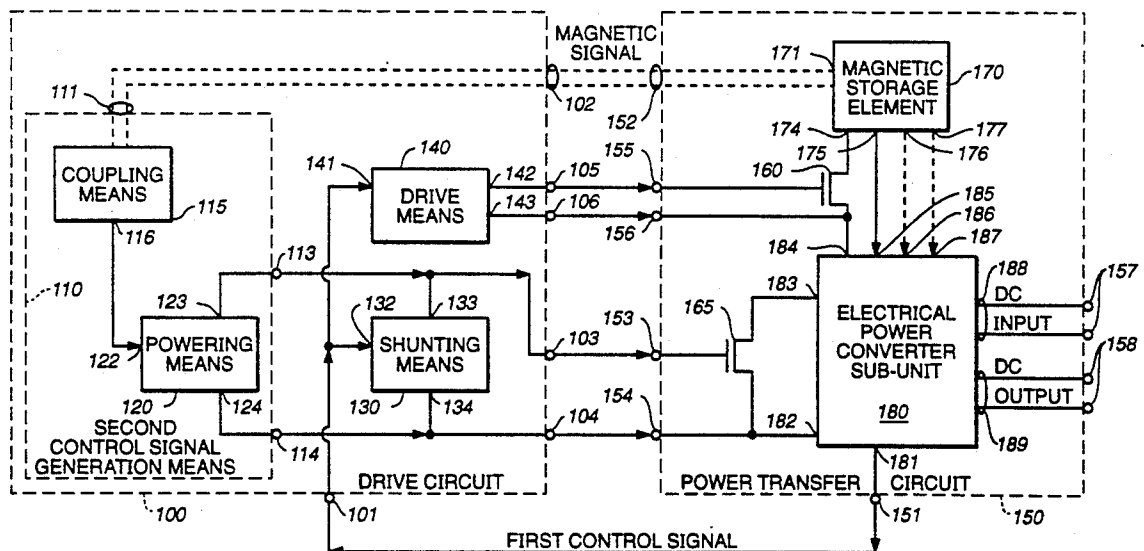 MAGNETIC
SIGNAL
111
102
152
171
MAGNETIC
STORAGE
ELEMENT
170
174
175
177
176
COUPLING
MEANS
115
116
140
141
DRIVE
MEANS
142
143
105
106
155
156
160
185
186
187
184
110
113
123
POWERING
MEANS
122
120
124
132
133
SHUNTING
MEANS
130
134
103
153
165
183
188
DC
157
INPUT
ELECTRICAL
POWER
CONVERTER
SUB-UNIT
180
DC
158
OUTPUT
189
104
154
182
181
SECOND
CONTROL SIGNAL
GENERATION MEANS
114
DRIVE CIRCUIT
POWER TRANSFER CIRCUIT
100
101
151
150
FIRST CONTROL SIGNAL